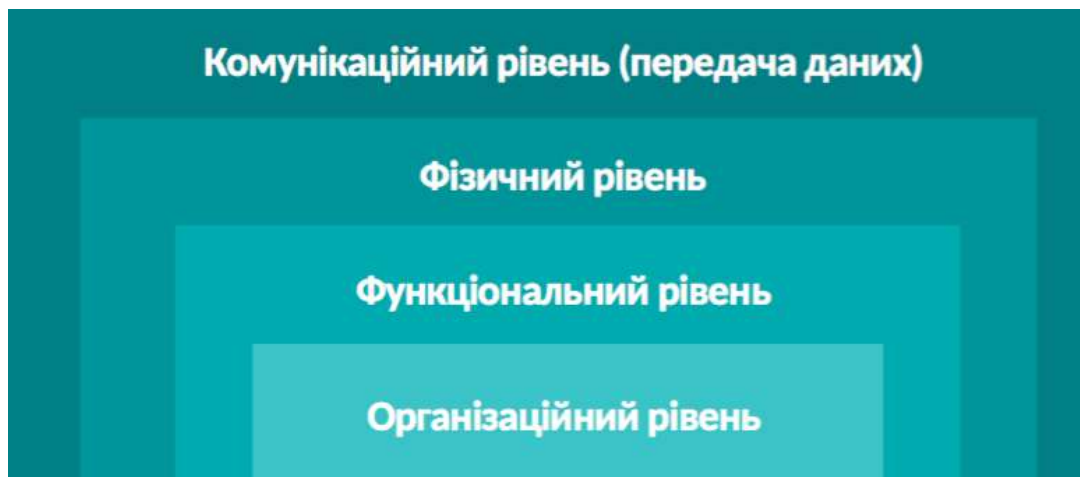 Комунікаційний рівень (передача даних)
Фізичний рівень
Функціональний рівень
Організаційний рівень